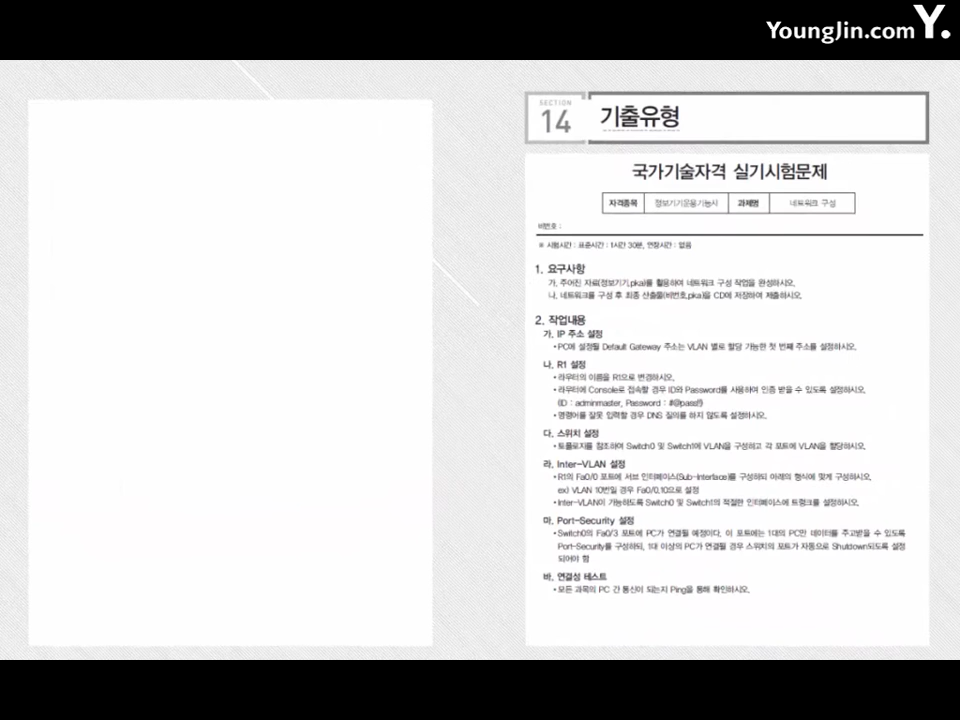 YoungJin.com Y.
SECTION
14
기출유형
국가기술자격 실기시험문제
자격종목 정보기기운용기능사 과제명 네트워크 구성
비번호 :
※ 시험시간 : 표준시간 : 1시간 30분, 연장시간 : 없음
1. 요구사항
가. 주어진 자료(정보기기.pka)를 활용하여 네트워크 구성 작업을 완성하시오.
나. 네트워크를 구성 후 최종 산출물(비번호.pka)을 CD에 저장하여 제출하시오.
2. 작업내용
가. IP 주소 설정
•PC에 설정될 Default Gateway 주소는 VLAN 별로 할당 가능한 첫 번째 주소를 설정하시오.
나. R1 설정
•라우터의 이름을 R1으로 변경하시오.
•라우터에 Console로 접속할 경우 ID와 Password를 사용하여 인증 받을 수 있도록 설정하시오.
(ID : adminmaster, Password : #@pass!)
•명령어를 잘못 입력할 경우 DNS 질의를 하지 않도록 설정하시오.
다. 스위치 설정
•토폴로지를 참조하여 Switch0 및 Switch1에 VLAN을 구성하고 각 포트에 VLAN을 할당하시오.
라. Inter-VLAN 설정
•R1의 Fa0/0 포트에 서브 인터페이스(Sub-Interface)를 구성하되 아래의 형식에 맞게 구성하시오.
ex) VLAN 10번일 경우 Fa0/0.10으로 설정
•Inter-VLAN이 가능하도록 Switch0 및 Switch1의 적절한 인터페이스에 트렁크를 설정하시오.
마. Port-Security 설정
•Switch0의 Fa0/3 포트에 PC가 연결될 예정이다. 이 포트에는 1대의 PC만 데이터를 주고받을 수 있도록
Port-Security를 구성하되, 1대 이상의 PC가 연결될 경우 스위치의 포트가 자동으로 Shutdown되도록 설정
되어야 함
바. 연결성 테스트
•모든 과목의 PC 간 통신이 되는지 Ping을 통해 확인하시오.